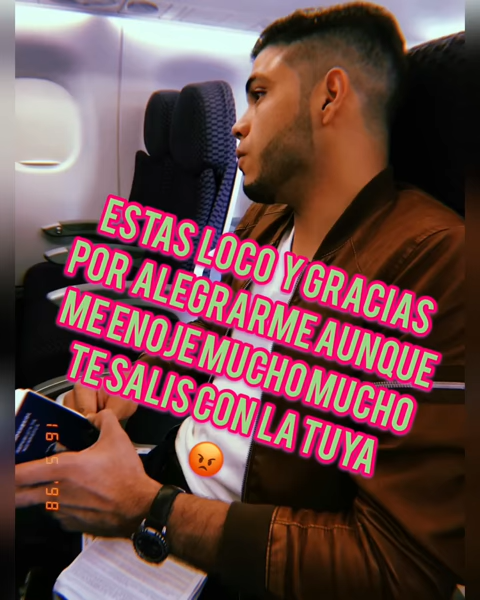 ESTAS LOCO Y GRACIAS
POR ALEGRARME AUNQUE
ME ENOJE MUCHO MUCHO
TE SALIS CON LA TUYA
😡
16 5 '98